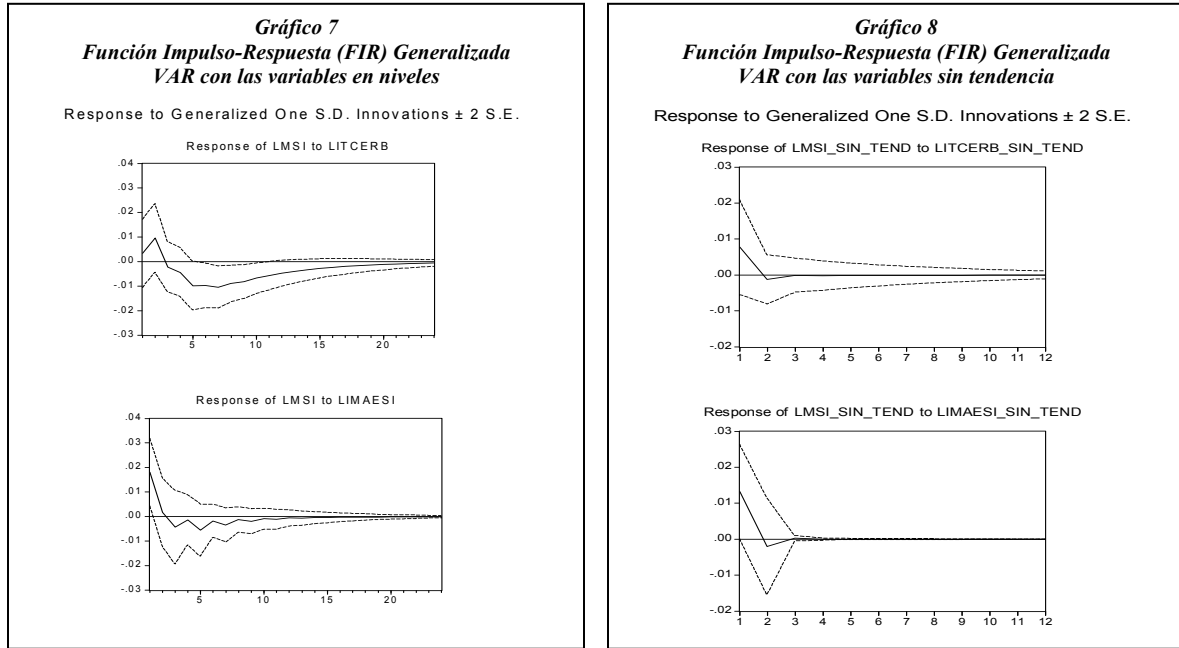 Gráfico 7
Función Impulso-Respuesta (FIR) Generalizada
VAR con las variables en niveles
Response to Generalized One S.D. Innovations ± 2 S.E.
Response of LMSI to LITCERB
.04
.03
.02
.01
.00
-.01
-.02
-.03
5 10 15 20
Response of LMSI to LIMAESI
.04
.03
.02
.01
.00
-.01
-.02
-.03
5 10 15 20
Gráfico 8
Función Impulso-Respuesta (FIR) Generalizada
VAR con las variables sin tendencia
Response to Generalized One S.D. Innovations ± 2 S.E.
Response of LMSI_SIN_TEND to LITCERB_SIN_TEND
.03
.02
.01
.00
-.01
-.02
1 2 3 4 5 6 7 8 9 10 11 12
Response of LMSI_SIN_TEND to LIMAESI_SIN_TEND
.03
.02
.01
.00
-.01
-.02
1 2 3 4 5 6 7 8 9 10 11 12